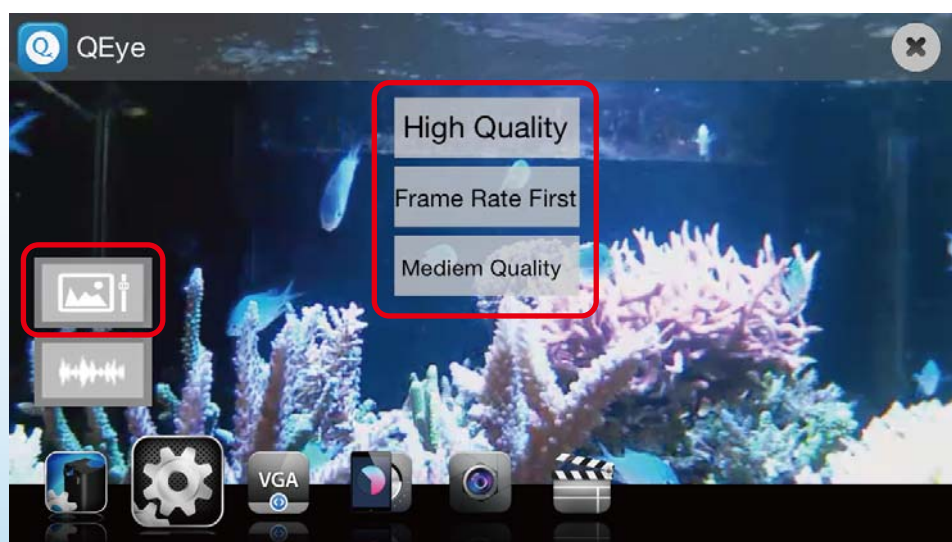 QEye
High Quality
Frame Rate First
Mediem Quality
VGA